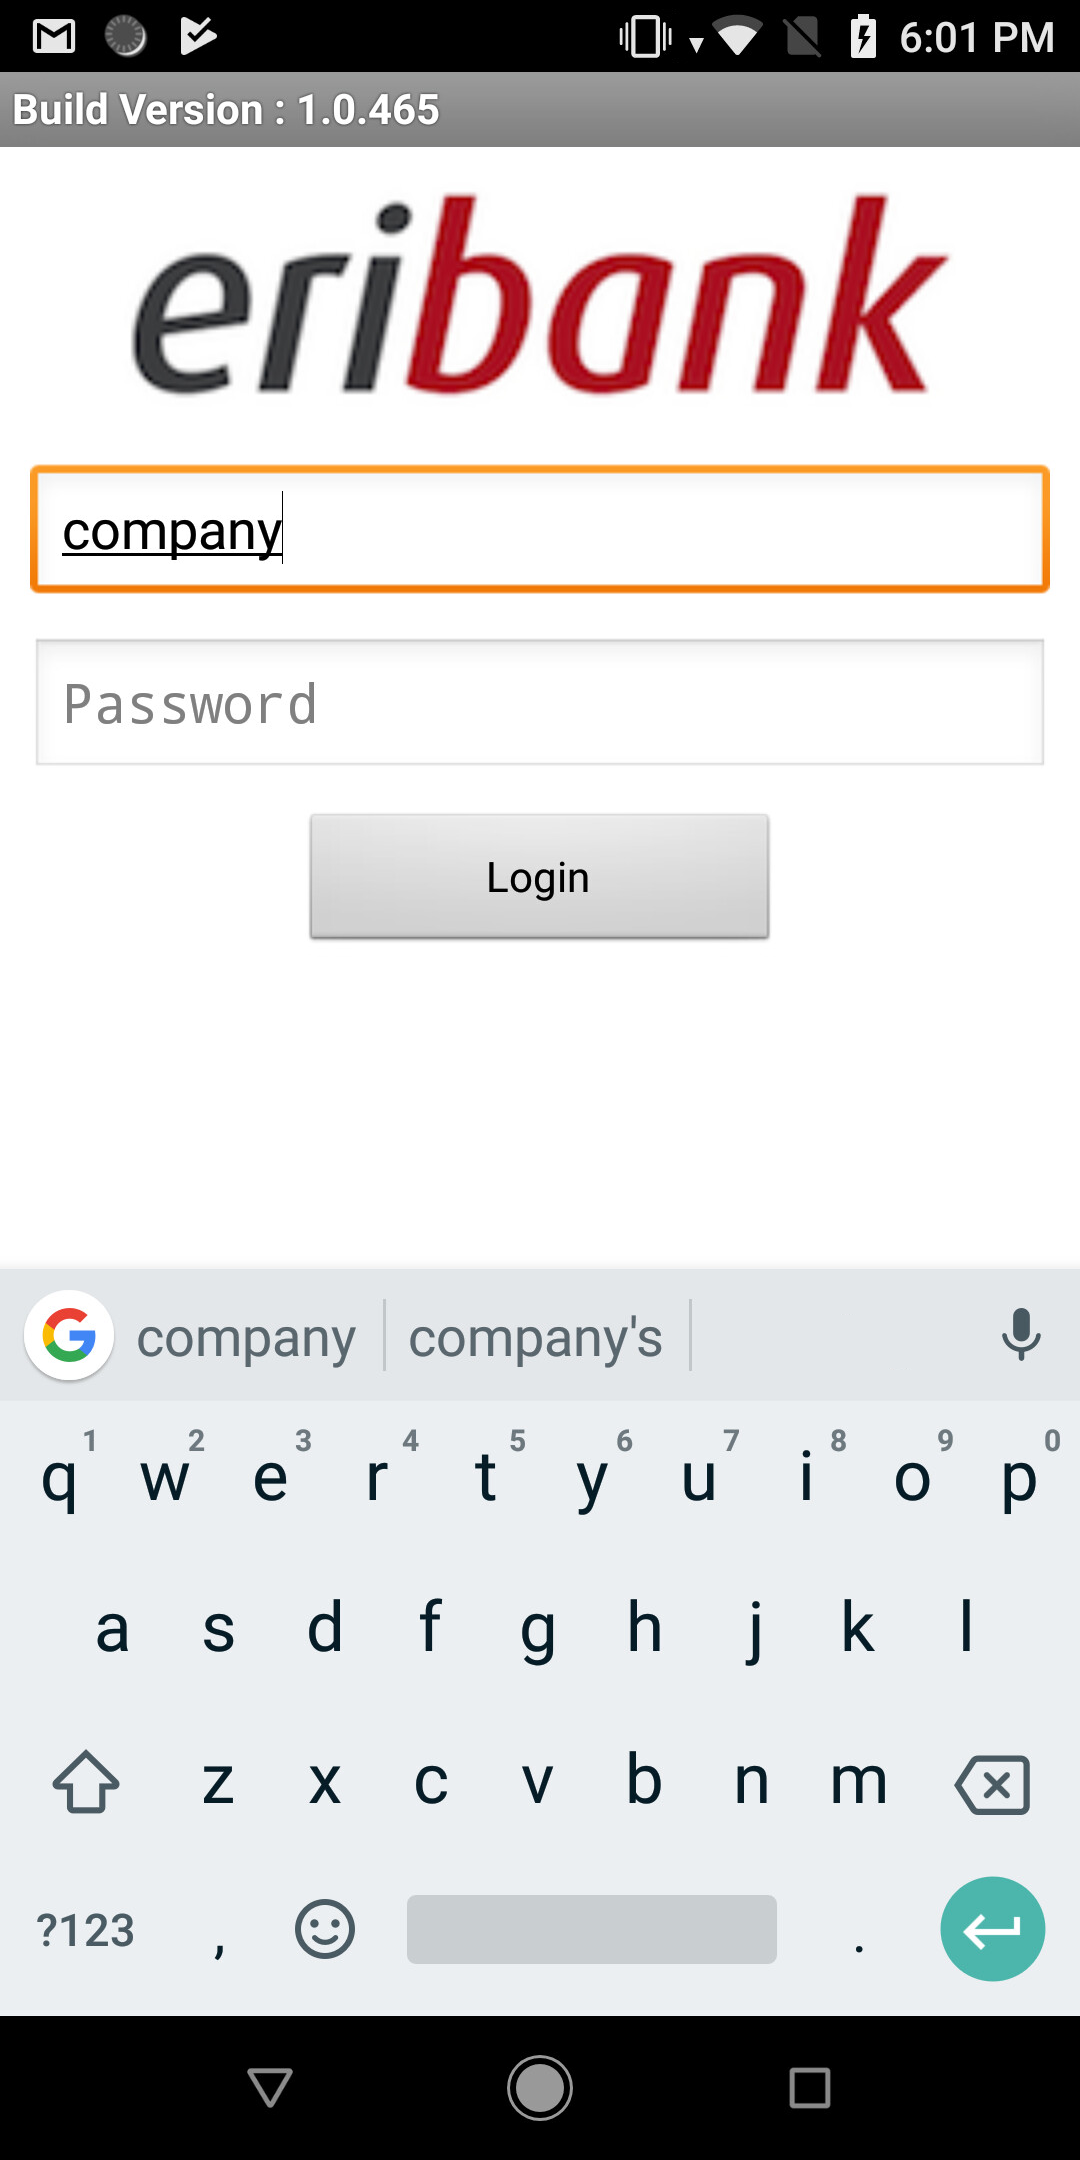 6:01 PM
Build Version : 1.0.465
eribank
company
Password
Login
company company's
1 2 3 4 5 6 7 8 9 0
q w e r t y u i o p
a s d f g h j k l
z x c v b n m
?123 , .